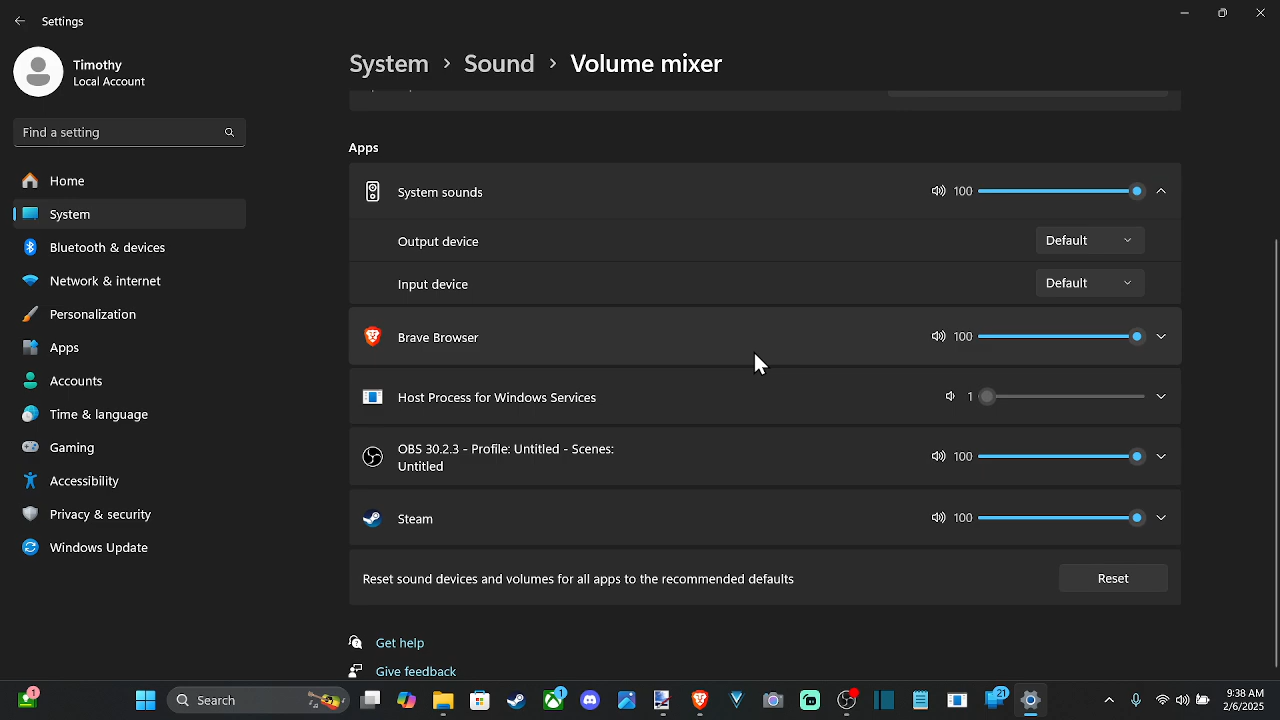 Settings
Timothy
Local Account
System > Sound > Volume mixer
Find a setting
Home
System
Bluetooth & devices
Network & internet
Personalization
Apps
Accounts
Time & language
Gaming
Accessibility
Privacy & security
Windows Update
Apps
System sounds 100
Output device Default
Input device Default
Brave Browser 100
Host Process for Windows Services 1
OBS 30.2.3 - Profile: Untitled - Scenes:
Untitled 100
Steam 100
Reset sound devices and volumes for all apps to the recommended defaults Reset
Get help
Give feedback
1 Search 1 21 9:38 AM
2/6/2025